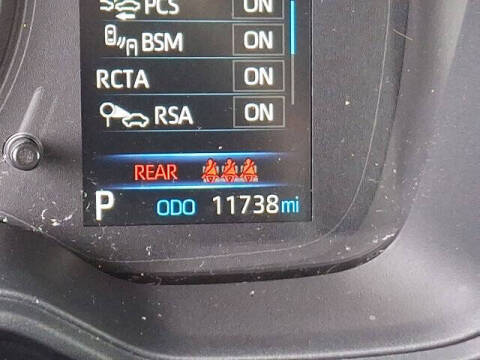 PCS ON
BSM ON
RCTA ON
RSA ON
REAR
P ODO 11738 mi